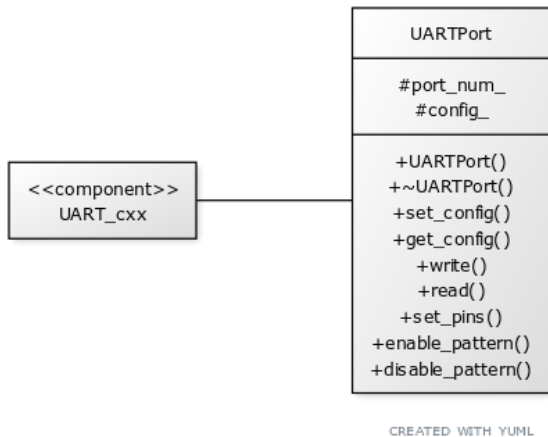 UARTPort
#port_num_
#config_
+UARTPort()
+~UARTPort()
+set_config()
+get_config()
+write()
+read()
+set_pins()
+enable_pattern()
+disable_pattern()
<<component>>
UART_cxx
CREATED WITH YUML